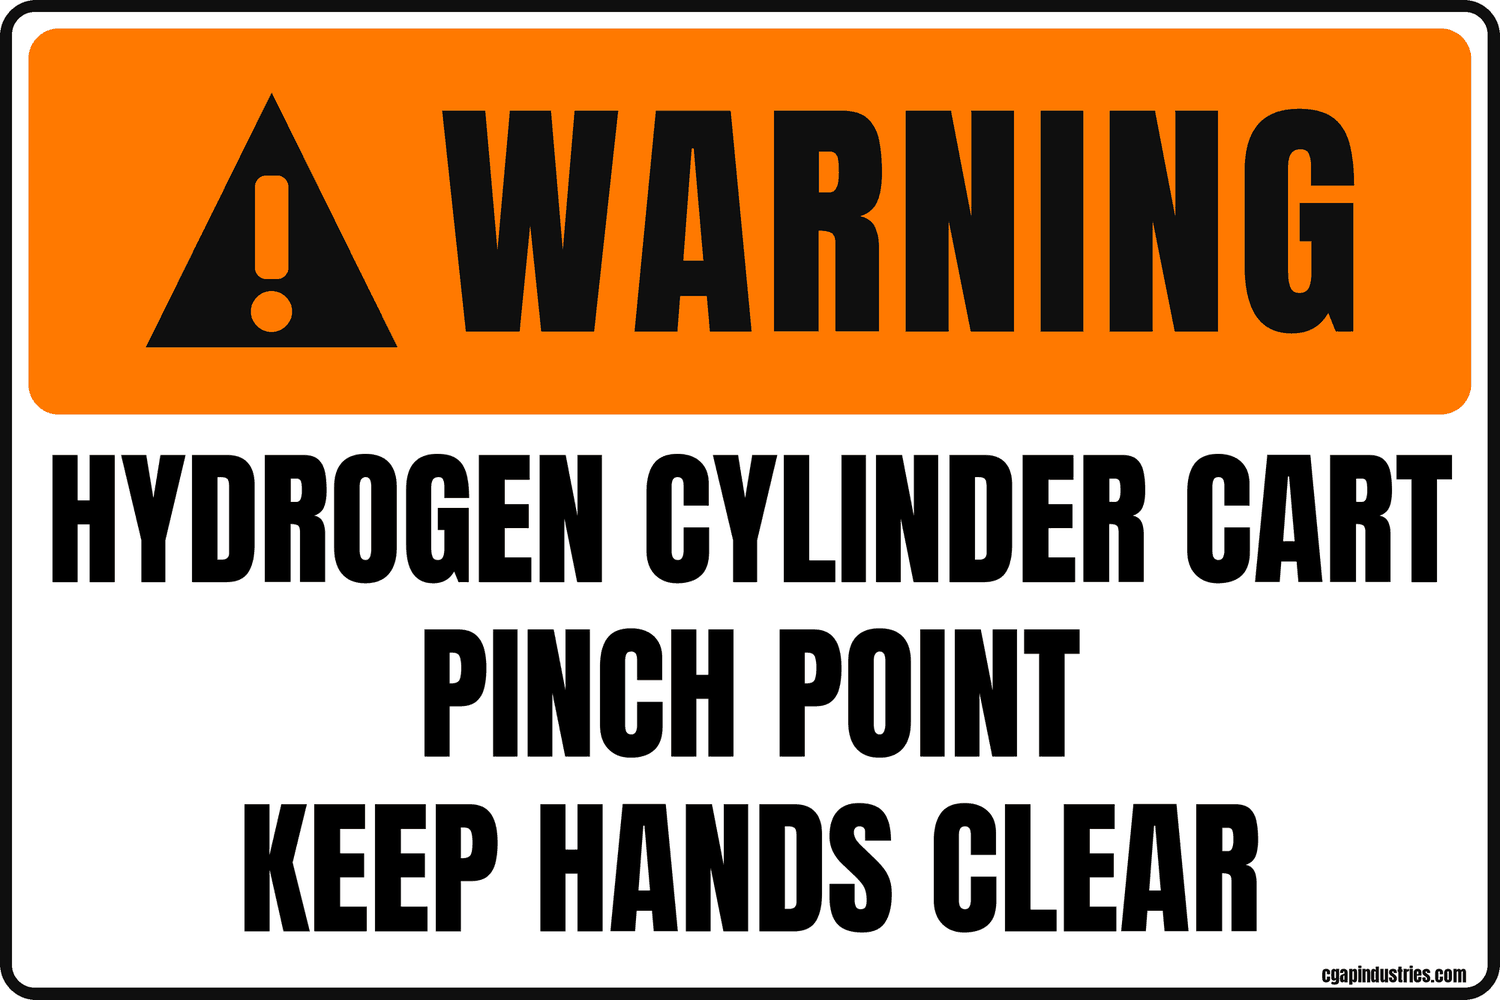 WARNING
HYDROGEN CYLINDER CART
PINCH POINT
KEEP HANDS CLEAR
cgapindustries.com